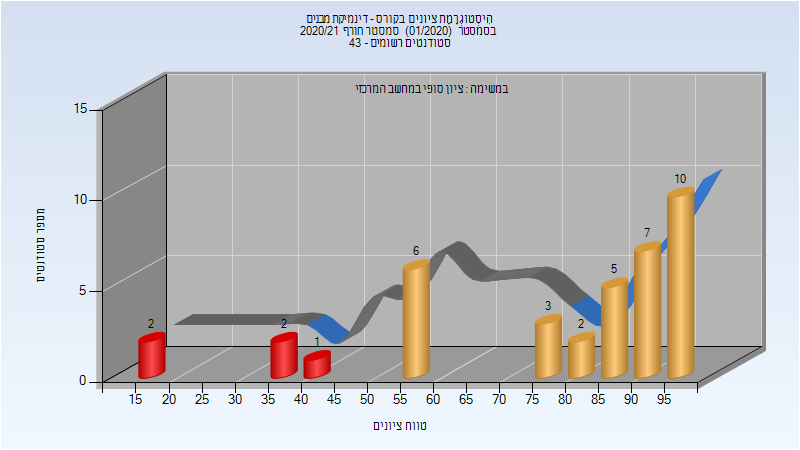 היסטוגרמת ציונים בקורס - דינמיקת מבנים
בסמסטר (01/2020) סמסטר חורף 2020/21
סטודנטים רשומים - 43
במשימה : ציון סופי במחשב המרכזי
מספר סטודנטים
15
10
5
0
2
2
1
6
3
2
5
7
10
15 20 25 30 35 40 45 50 55 60 65 70 75 80 85 90 95
טווח ציונים